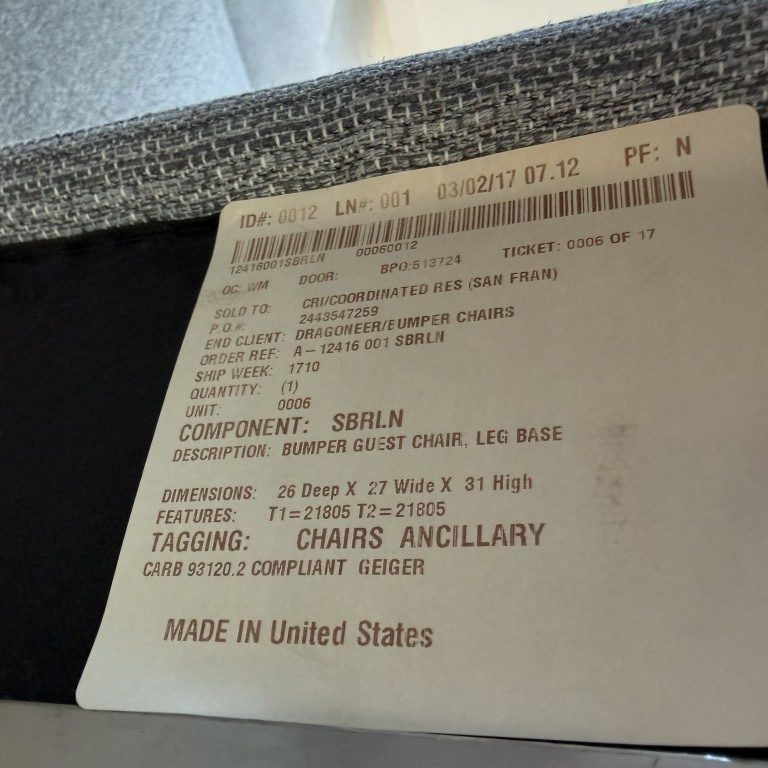 ID#: 0012 LN#: 001 03/02/17 07.12 PF: N
12416001SBRLN 00060012
OC: WM DOOR: BPO:513724 TICKET: 0006 OF 17
SOLD TO: CRI/COORDINATED RES (SAN FRAN)
P.O.#: 2443547259
END CLIENT: DRAGONEER/BUMPER CHAIRS
ORDER REF: A-12416 001 SBRLN
SHIP WEEK: 1710
QUANTITY: (1)
UNIT: 0006
COMPONENT: SBRLN
DESCRIPTION: BUMPER GUEST CHAIR, LEG BASE
DIMENSIONS: 26 Deep X 27 Wide X 31 High
FEATURES: T1=21805 T2=21805
TAGGING: CHAIRS ANCILLARY
CARB 93120.2 COMPLIANT GEIGER
MADE IN United States